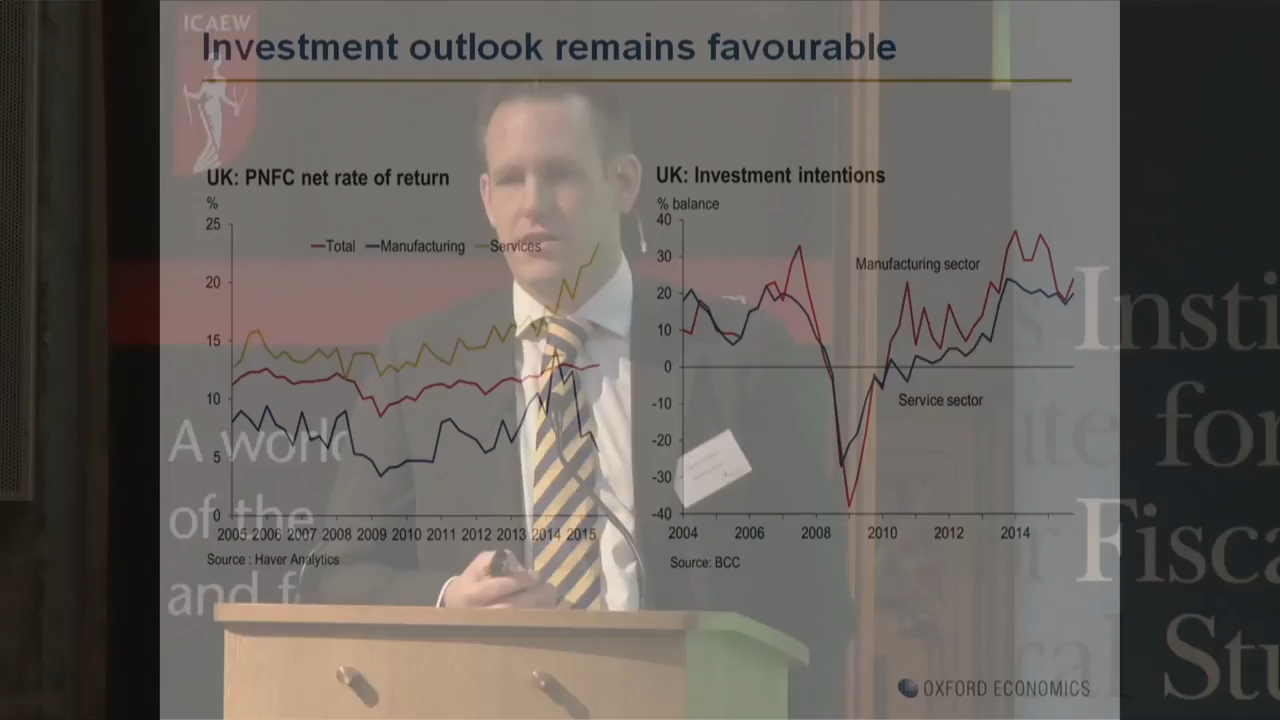 ICAEW
Investment outlook remains favourable
UK: PNFC net rate of return
%
25
20
15
10
5
0
Total Manufacturing Services
2005 2006 2007 2008 2009 2010 2011 2012 2013 2014 2015
Source : Haver Analytics
UK: Investment intentions
% balance
40
30
20
10
0
-10
-20
-30
-40
Manufacturing sector
Service sector
2004 2006 2008 2010 2012 2014
Source: BCC
A world
of the
and f
Insti
for
Fisca
Stu
OXFORD ECONOMICS